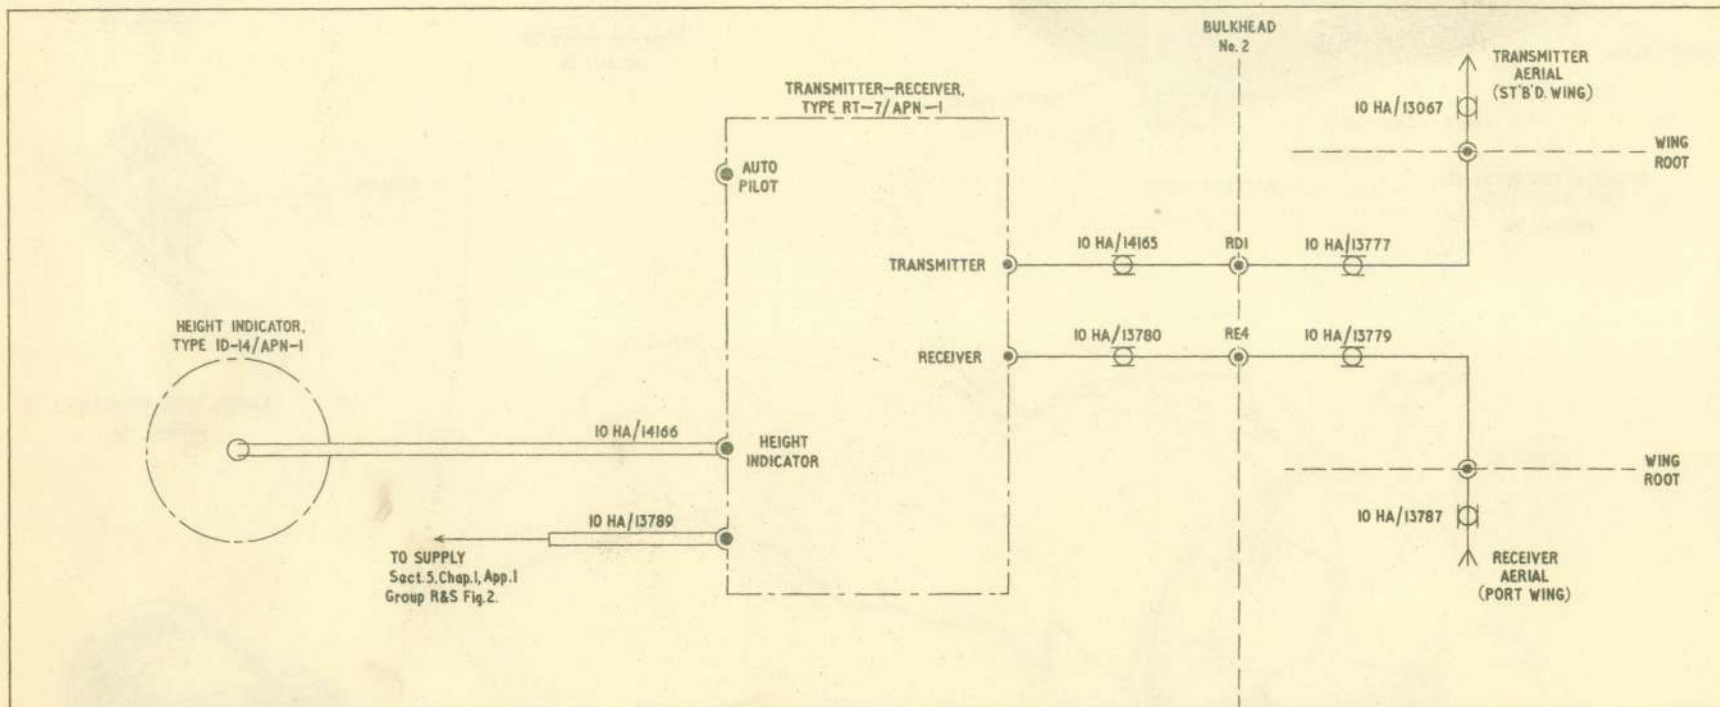 BULKHEAD
No. 2
TRANSMITTER
AERIAL
(ST'B'D. WING)
TRANSMITTER-RECEIVER,
TYPE RT-7/APN-1
10 HA/13067
WING
ROOT
AUTO
PILOT
10 HA/14165
RD1
10 HA/13777
TRANSMITTER
HEIGHT INDICATOR,
TYPE ID-14/APN-1
10 HA/13780
RE4
10 HA/13779
RECEIVER
10 HA/14166
HEIGHT
INDICATOR
WING
ROOT
10 HA/13789
10 HA/13787
TO SUPPLY
Sect. 5, Chap. 1, App. 1
Group R&S Fig. 2.
RECEIVER
AERIAL
(PORT WING)